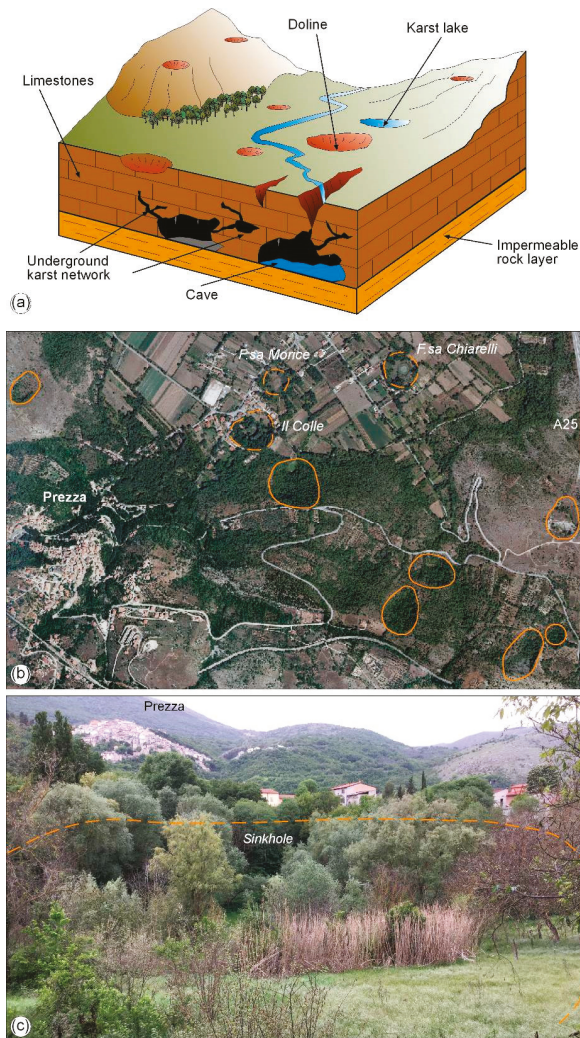 Doline
Karst lake
Limestones
Underground
karst network
Cave
Impermeable
rock layer
(a)
F.sa Morice
F.sa Chiarelli
Il Colle
A25
Prezza
(b)
Prezza
Sinkhole
(c)